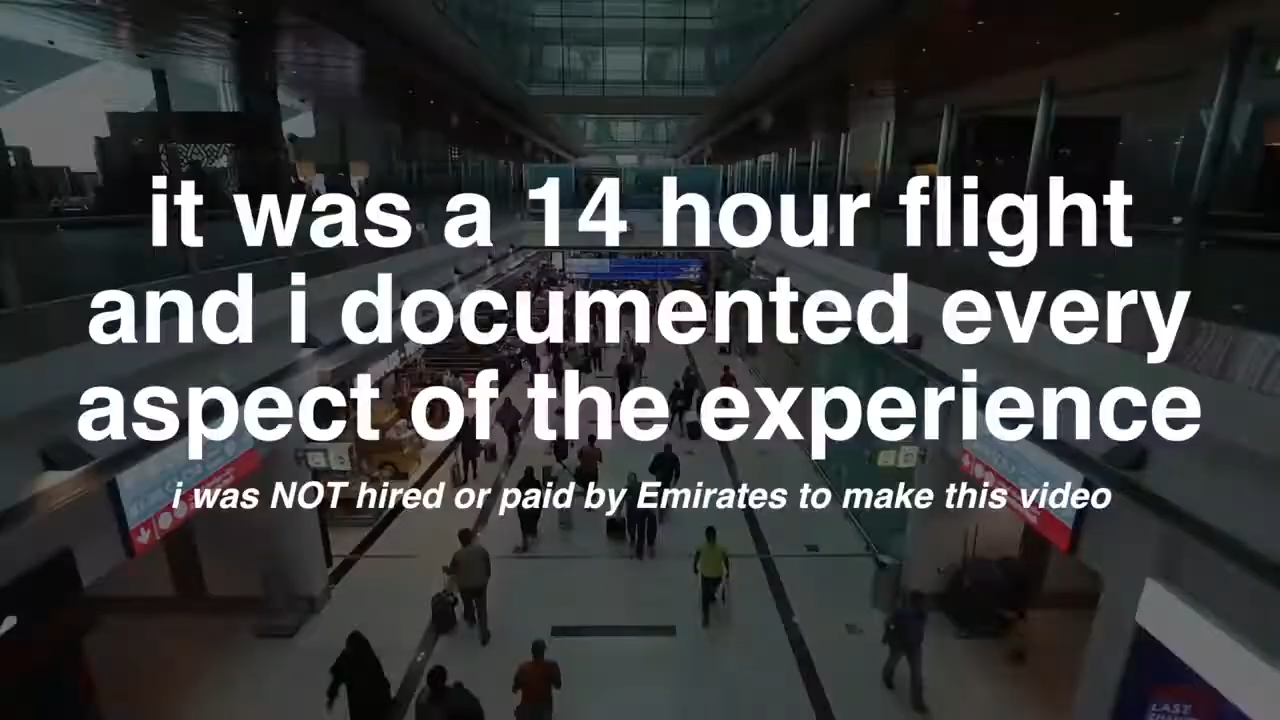 it was a 14 hour flight
and i documented every
aspect of the experience
i was NOT hired or paid by Emirates to make this video
LAST